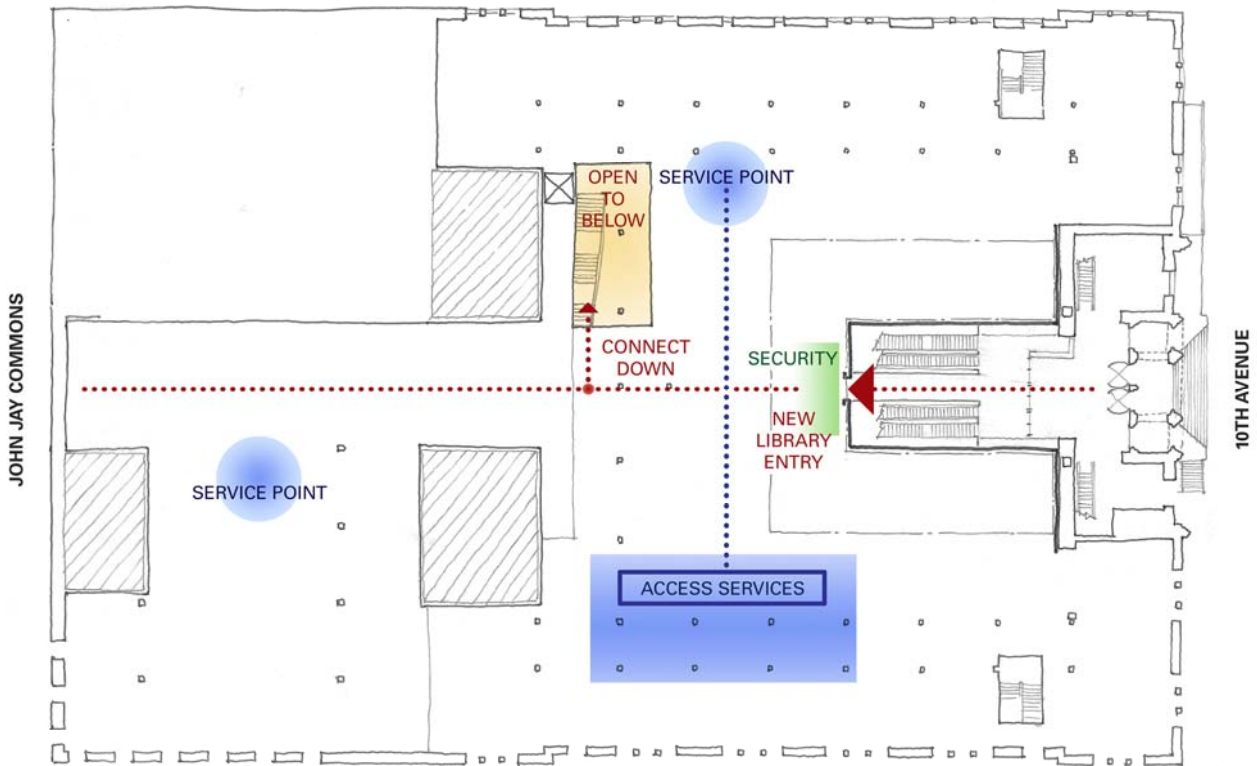 OPEN
TO
BELOW
SERVICE POINT
JOHN JAY COMMONS
CONNECT
DOWN
SECURITY
NEW
LIBRARY
ENTRY
10TH AVENUE
SERVICE POINT
ACCESS SERVICES